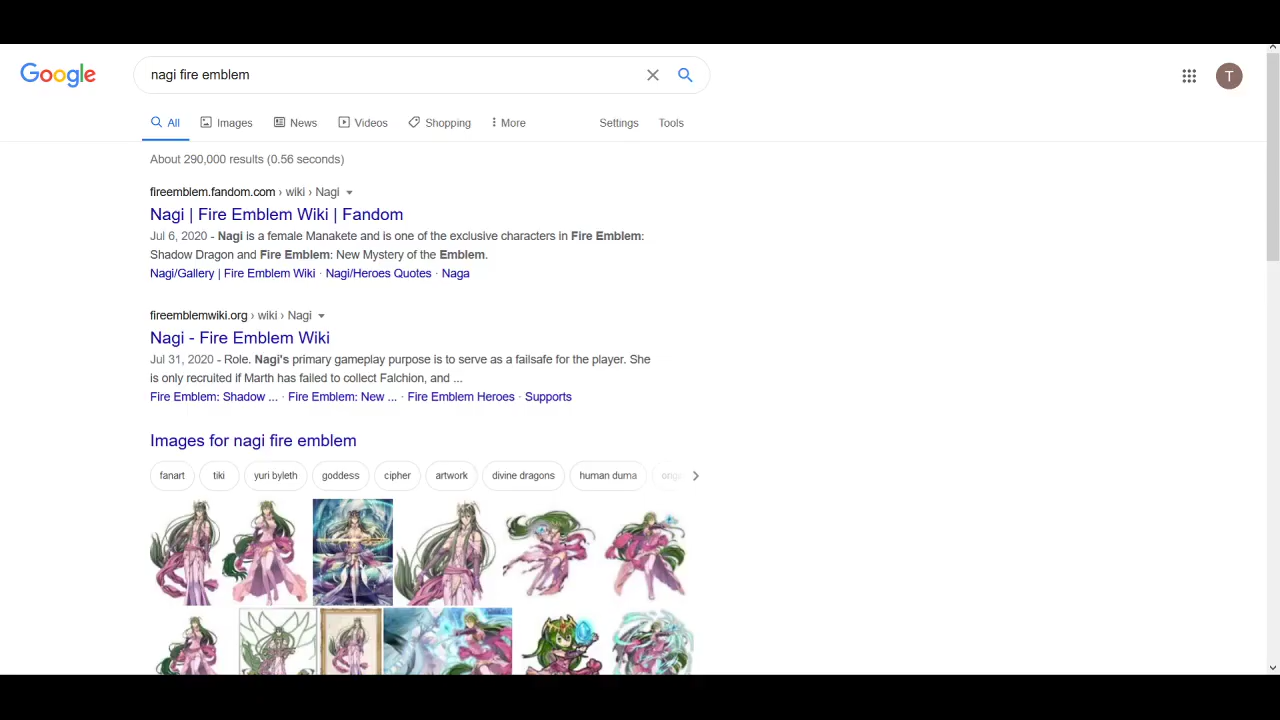 Google
nagi fire emblem
T
All Images News Videos Shopping More Settings Tools
About 290,000 results (0.56 seconds)
fireemblem.fandom.com › wiki › Nagi
Nagi | Fire Emblem Wiki | Fandom
Jul 6, 2020 - Nagi is a female Manakete and is one of the exclusive characters in Fire Emblem:
Shadow Dragon and Fire Emblem: New Mystery of the Emblem.
Nagi/Gallery | Fire Emblem Wiki · Nagi/Heroes Quotes · Naga
fireemblemwiki.org › wiki › Nagi
Nagi - Fire Emblem Wiki
Jul 31, 2020 - Role. Nagi's primary gameplay purpose is to serve as a failsafe for the player. She
is only recruited if Marth has failed to collect Falchion, and ...
Fire Emblem: Shadow ... · Fire Emblem: New ... · Fire Emblem Heroes · Supports
Images for nagi fire emblem
fanart tiki yuri byleth goddess cipher artwork divine dragons human duma